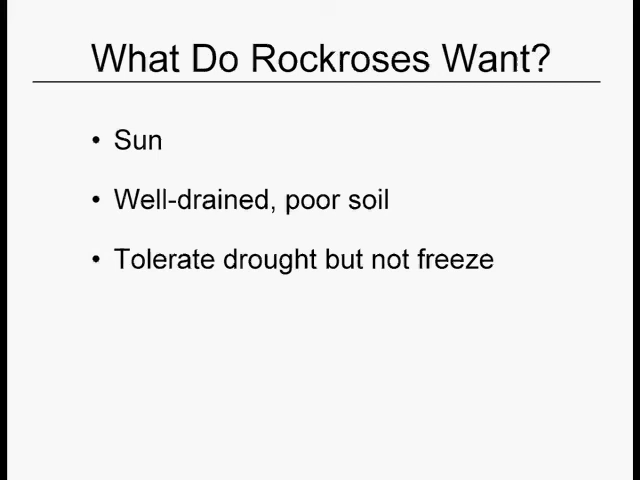 What Do Rockroses Want?
• Sun
• Well-drained, poor soil
• Tolerate drought but not freeze